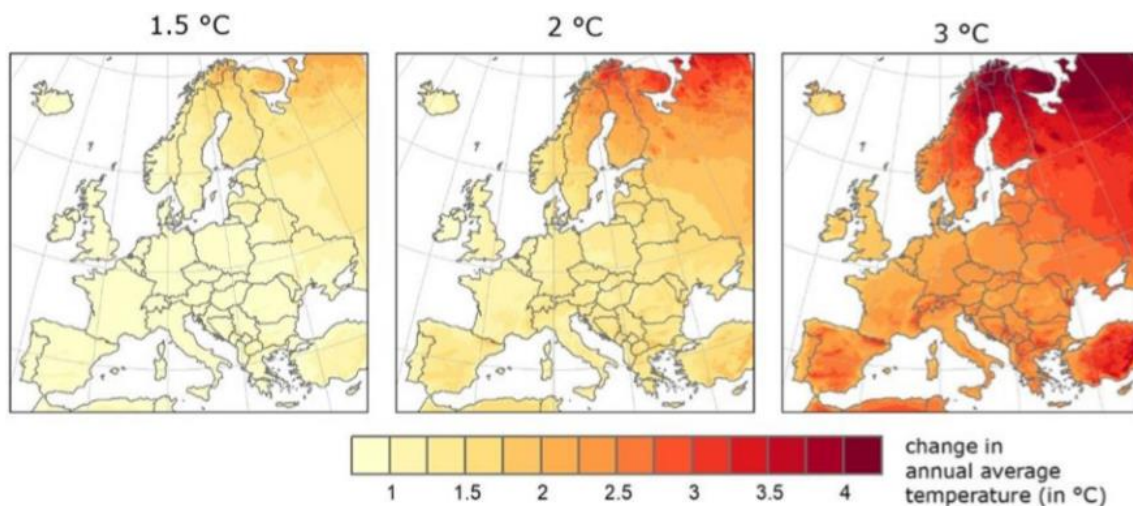 1.5 °C
2 °C
3 °C
1
1.5
2
2.5
3
3.5
4
change in
annual average
temperature (in °C)